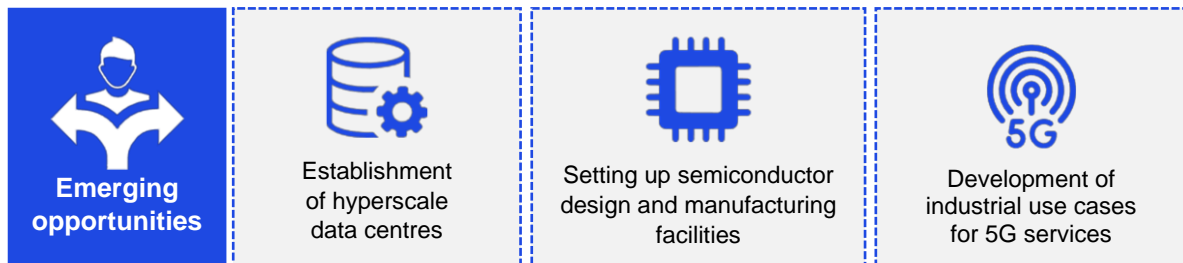 Emerging
opportunities
Establishment
of hyperscale
data centres
Setting up semiconductor
design and manufacturing
facilities
5G
Development of
industrial use cases
for 5G services